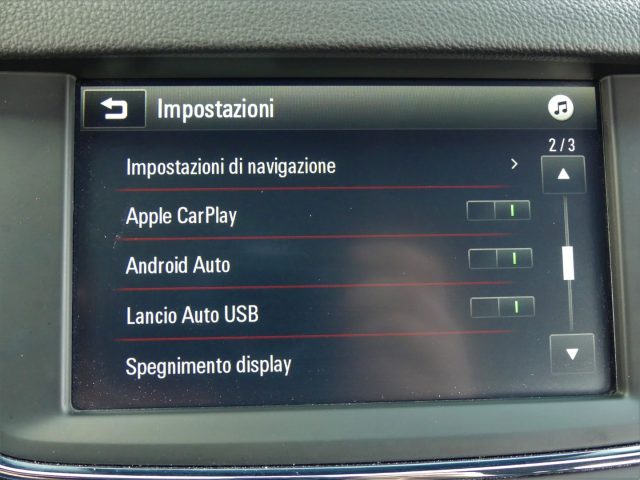 Impostazioni
2/3
Impostazioni di navigazione
Apple CarPlay
Android Auto
Lancio Auto USB
Spegnimento display